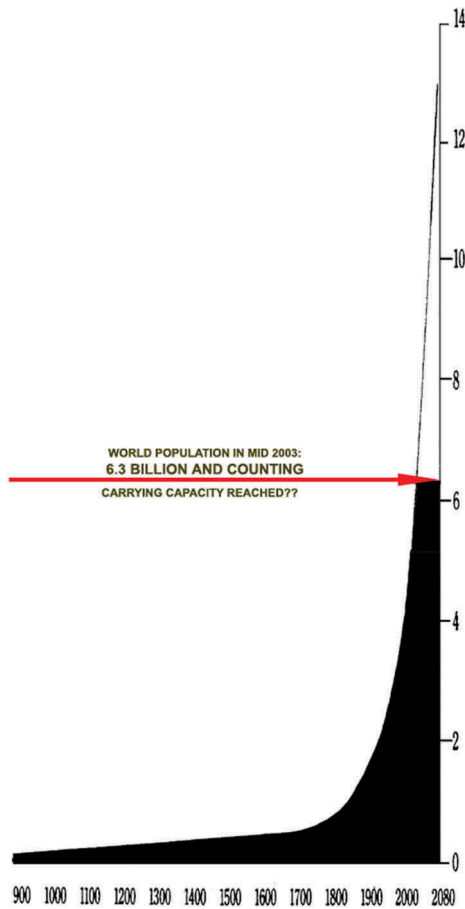 14
12
10
8
WORLD POPULATION IN MID 2003:
6.3 BILLION AND COUNTING
CARRYING CAPACITY REACHED??
6
4
2
0
900 1000 1100 1200 1300 1400 1500 1600 1700 1800 1900 2000 2080